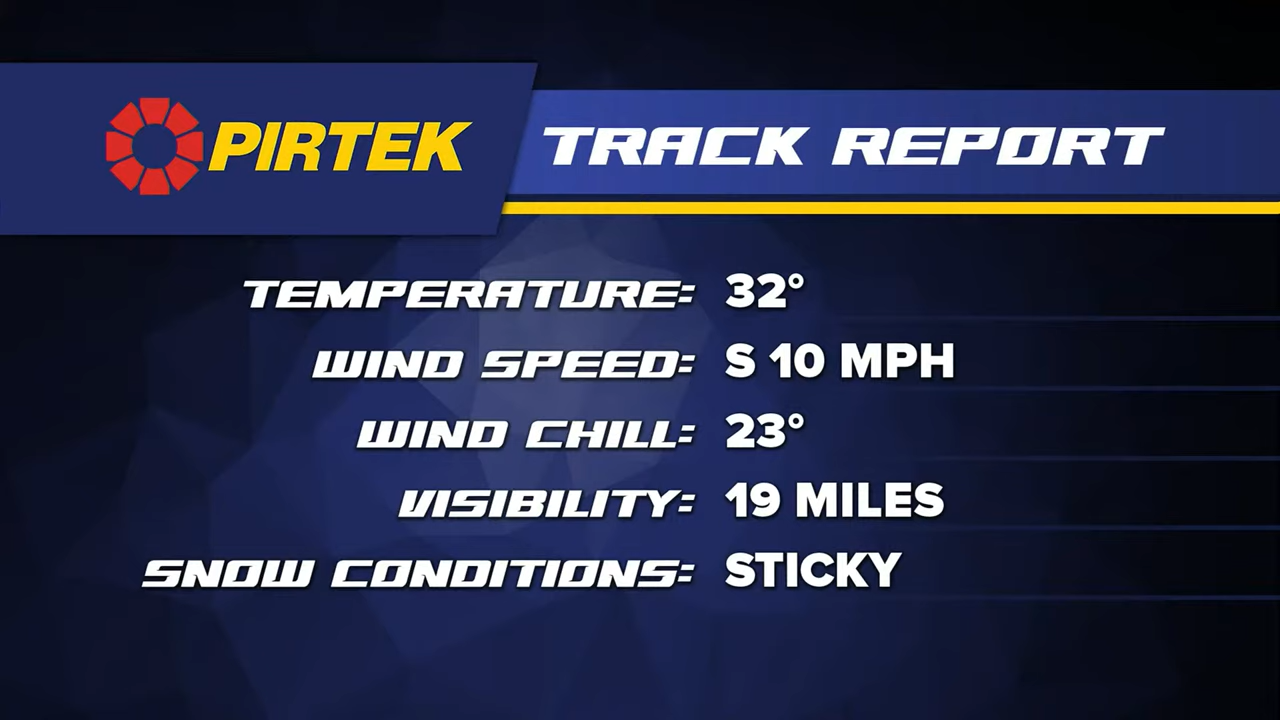 PIRTEK TRACK REPORT
TEMPERATURE: 32°
WIND SPEED: S 10 MPH
WIND CHILL: 23°
VISIBILITY: 19 MILES
SNOW CONDITIONS: STICKY